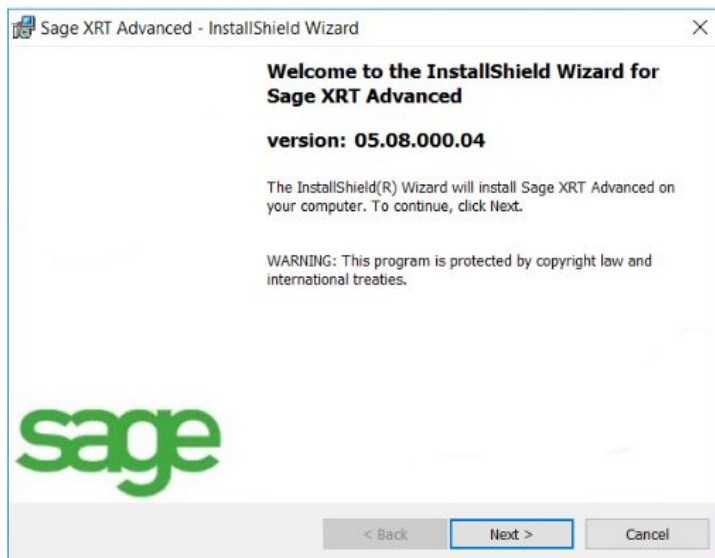 Sage XRT Advanced - InstallShield Wizard
Welcome to the InstallShield Wizard for
Sage XRT Advanced
version: 05.08.000.04
The InstallShield(R) Wizard will install Sage XRT Advanced on
your computer. To continue, click Next.
WARNING: This program is protected by copyright law and
international treaties.
sage
< Back
Next >
Cancel